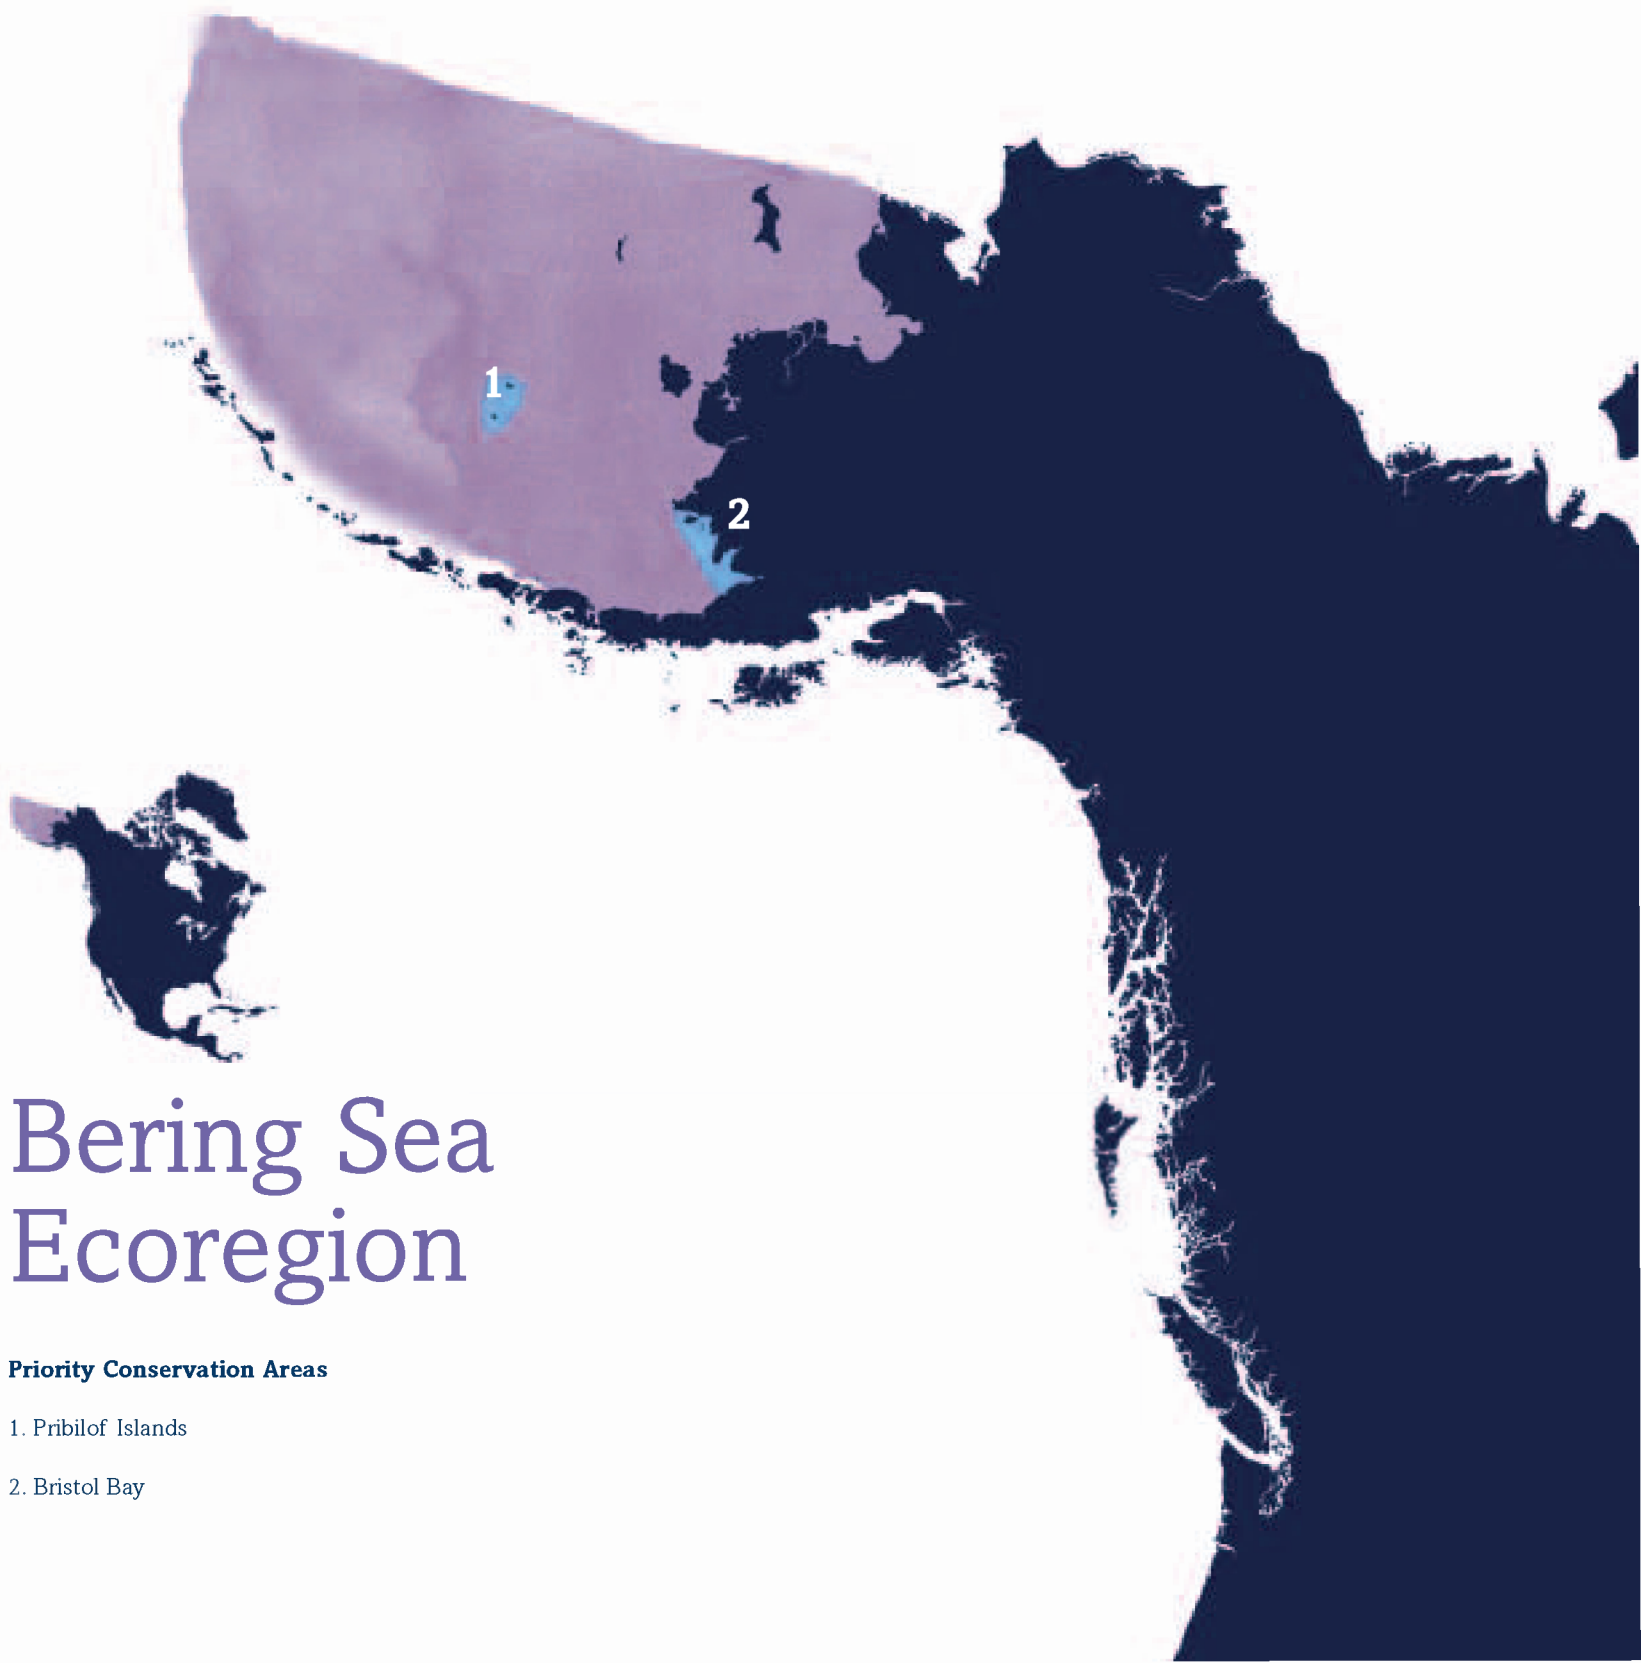 1
2
Bering Sea
Ecoregion
Priority Conservation Areas
1. Pribilof Islands
2. Bristol Bay